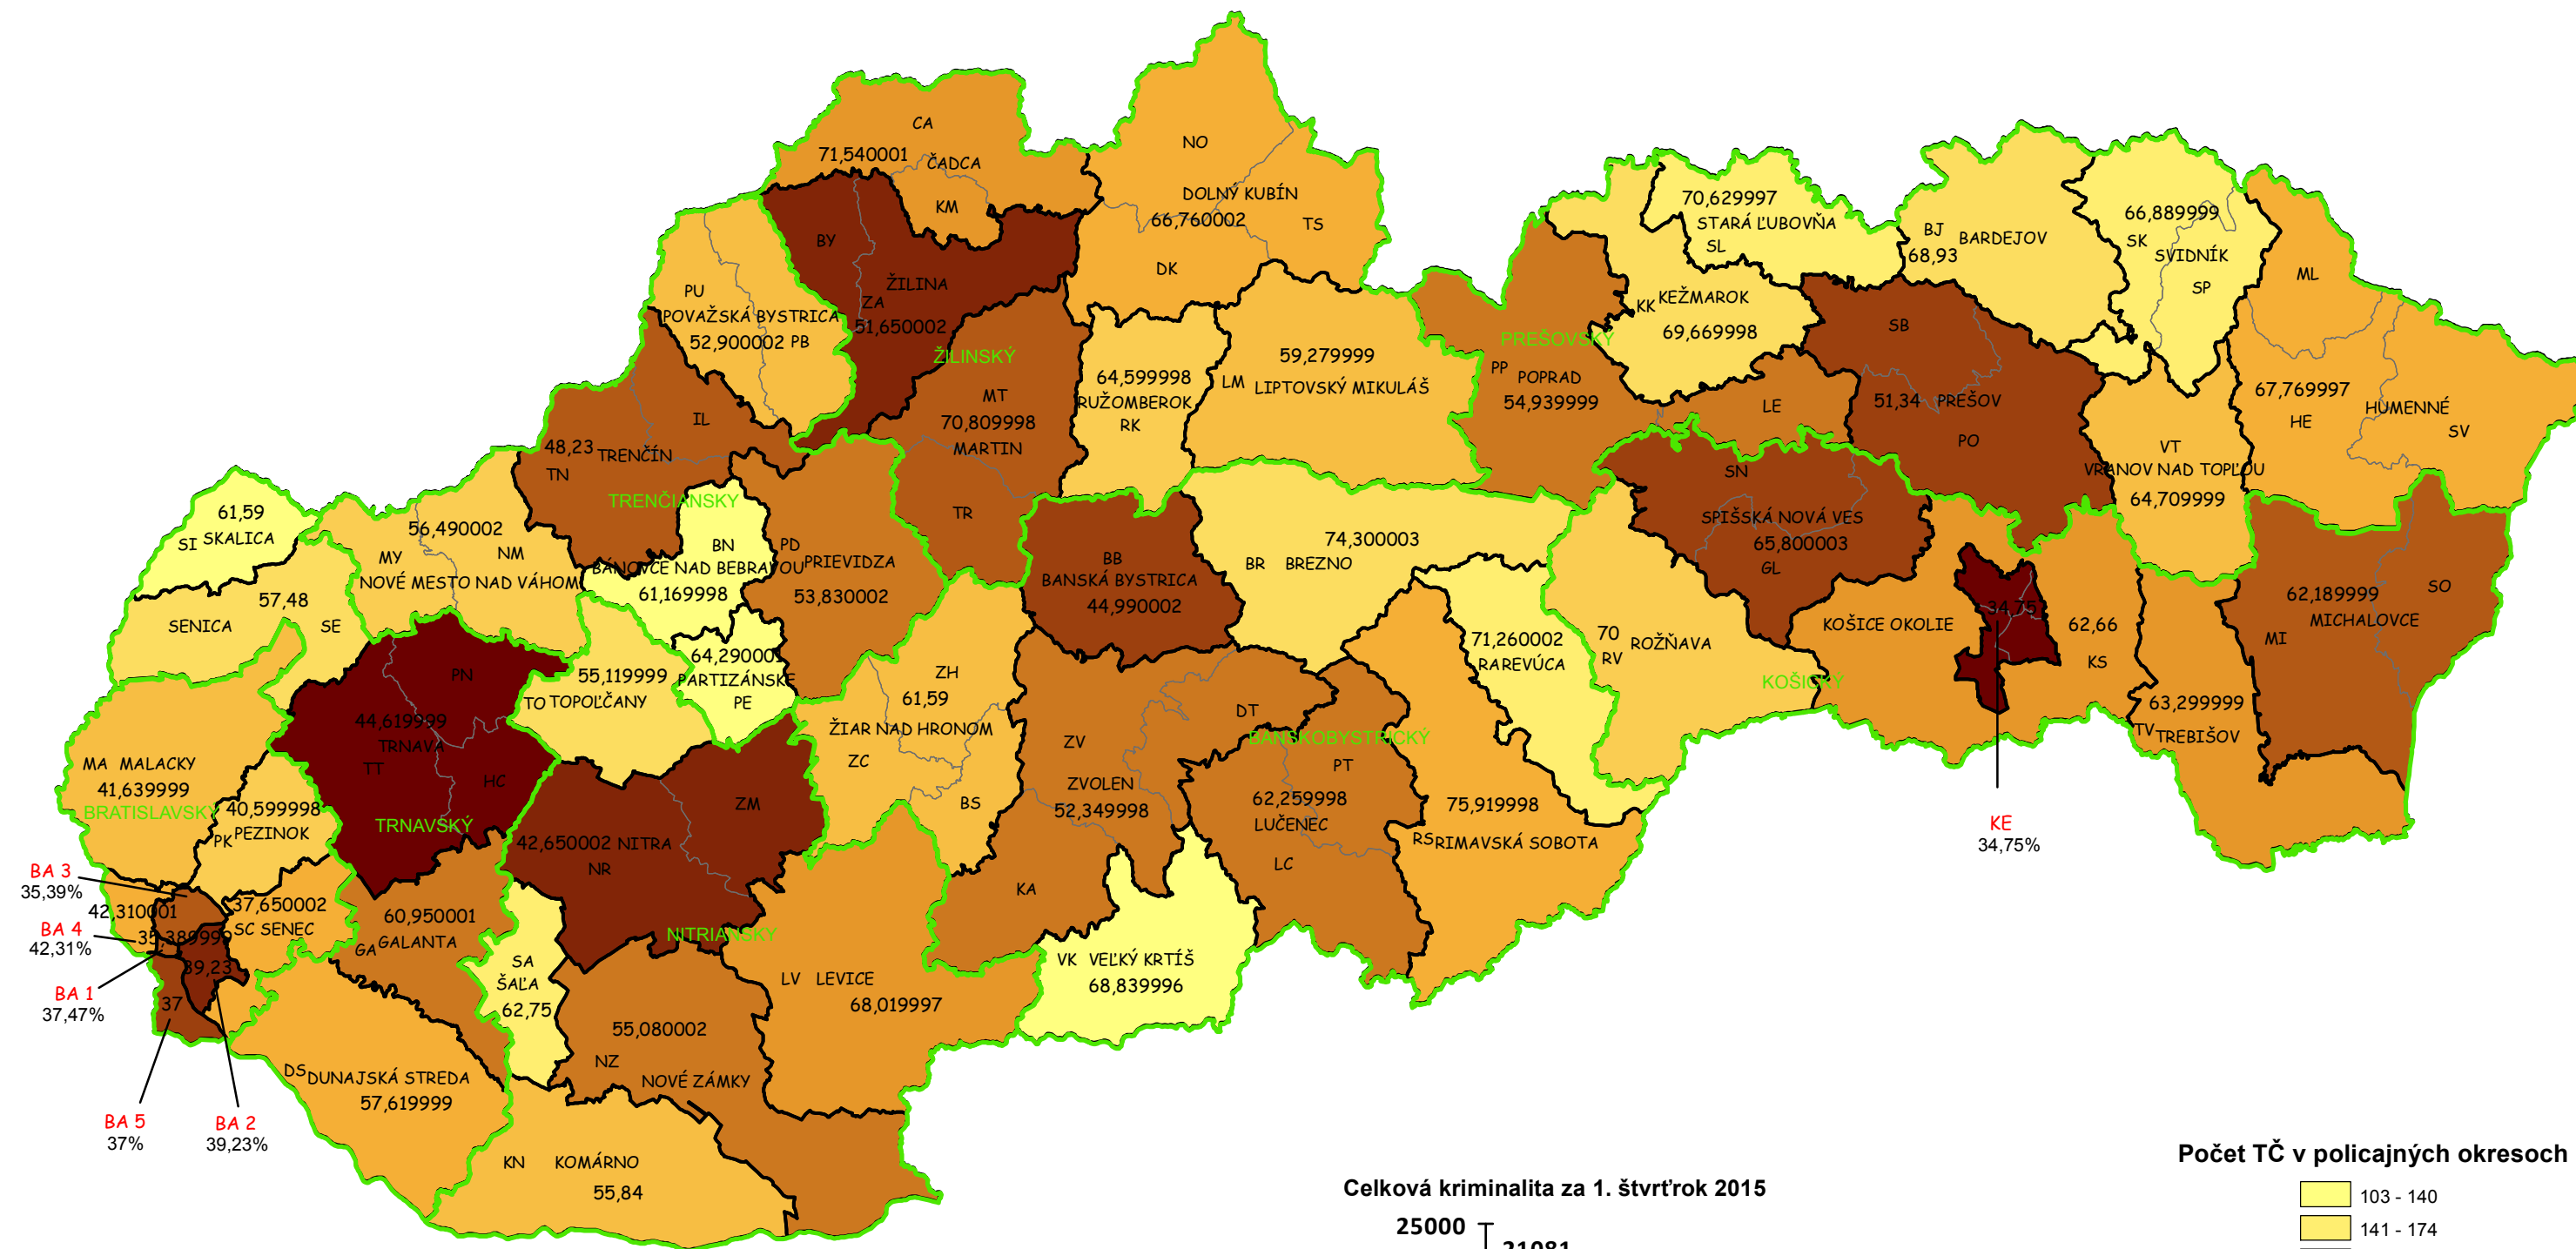 CA
71,540001
ČADCA
KM
NO
DOLNÝ KUBÍN
66,760002
TS
DK
BY
ŽILINA
ZA
51,650002
ŽILINSKÝ
PU
POVAŽSKÁ BYSTRICA
52,900002 PB
MT
70,809998
MARTIN
TR
64,599998
RUŽOMBEROK
RK
59,279999
LM LIPTOVSKÝ MIKULÁŠ
PREŠOVSKÝ
PP POPRAD
54,939999
KK KEŽMAROK
69,669998
70,629997
STARÁ ĽUBOVŇA
SL
BJ BARDEJOV
68,93
66,889999
SK
SVIDNÍK
SP
ML
67,769997
HE
HUMENNÉ
SV
SB
51,34 PREŠOV
PO
LE
VT
VRANOV NAD TOPĽOU
64,709999
IL
48,23 TRENČÍN
TN
TRENČIANSKY
61,59
SI SKALICA
56,490002
MY
NM
NOVÉ MESTO NAD VÁHOM
57,48
SENICA SE
BN
BÁNOVCE NAD BEBRAVOU
61,169998
PD
PRIEVIDZA
53,830002
64,290001
PARTIZÁNSKE
PE
55,119999
TO TOPOĽČANY
BB
BANSKÁ BYSTRICA
44,990002
74,300003
BR BREZNO
SN
SPIŠSKÁ NOVÁ VES
65,800003
GL
71,260002
RAREVÚCA
70 ROŽŇAVA
RV
KOŠICKÝ
KOŠICE OKOLIE
34,75
62,66
KS
KE
34,75%
63,299999
TV TREBIŠOV
62,189999
MICHALOVCE
MI
SO
PN
44,619999
TRNAVA
TT
HC
TRNAVSKÝ
MA MALACKY
41,639999
BRATISLAVSKÝ
40,599998
PK PEZINOK
ZH
61,59
ŽIAR NAD HRONOM
ZC
BS
DT
ZV
ZVOLEN
52,349998
KA
BANSKOBYSTRICKÝ
PT
62,259998
LUČENEC
LC
75,919998
RS RIMAVSKÁ SOBOTA
ZM
42,650002 NITRA
NR
NITRIANSKY
BA 3
35,39%
42,310001
BA 4
42,31%
35,389999
39,23
37
37,650002
SC SENEC
BA 1
37,47%
BA 5
37%
BA 2
39,23%
60,950001
GA GALANTA
SA
ŠAĽA
62,75
LV LEVICE
68,019997
VK VEĽKÝ KRTÍŠ
68,839996
55,080002
NZ
NOVÉ ZÁMKY
DS DUNAJSKÁ STREDA
57,619999
KN KOMÁRNO
55,84
Celková kriminalita za 1. štvrťrok 2015
25000
21081
Počet TČ v policajných okresoch
103 - 140
141 - 174